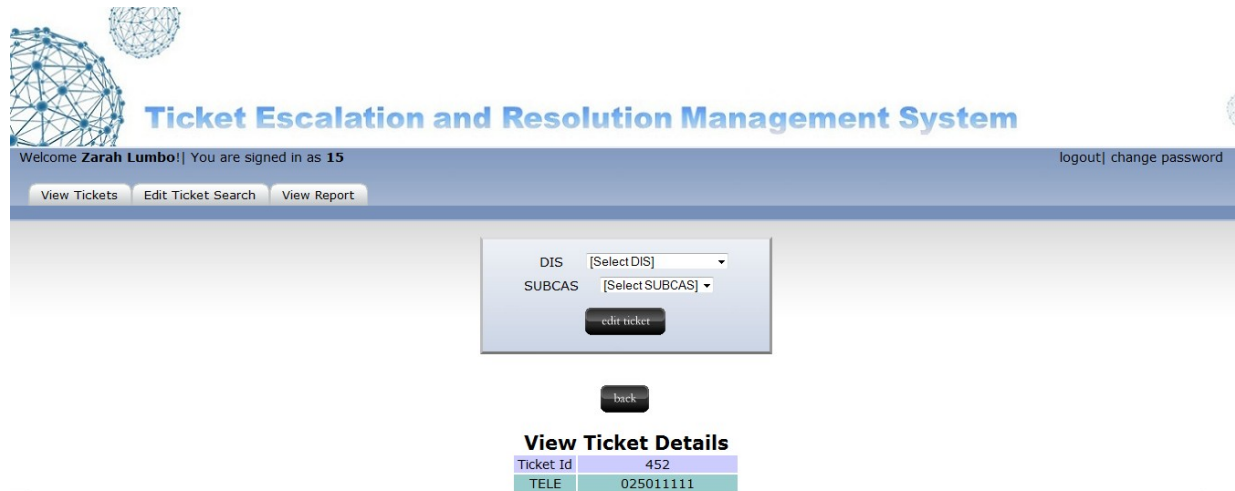 Ticket Escalation and Resolution Management System
Welcome Zarah Lumbo!| You are signed in as 15
logout| change password
View Tickets
Edit Ticket Search
View Report
DIS [Select DIS]
SUBCAS [Select SUBCAS]
edit ticket
back
View Ticket Details
Ticket Id 452
TELE 025011111